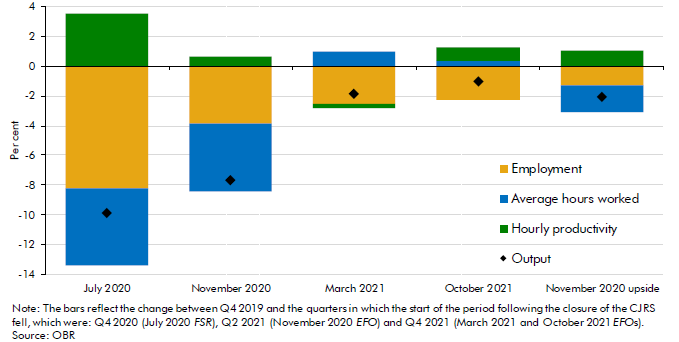 4
2
0
-2
-4
-6
-8
-10
-12
-14
Per cent
Employment
Average hours worked
Hourly productivity
Output
July 2020
November 2020
March 2021
October 2021
November 2020 upside
Note: The bars reflect the change between Q4 2019 and the quarters in which the start of the period following the closure of the CJRS
fell, which were: Q4 2020 (July 2020 FSR), Q2 2021 (November 2020 EFO) and Q4 2021 (March 2021 and October 2021 EFOs).
Source: OBR